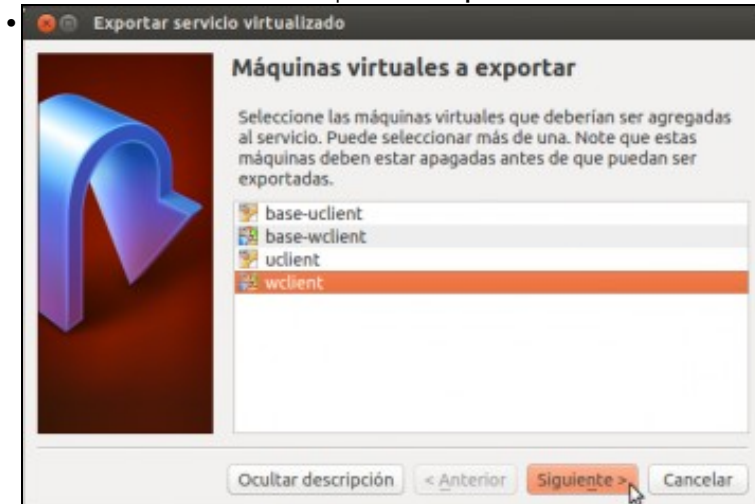 Exportar servicio virtualizado
Máquinas virtuales a exportar
Seleccione las máquinas virtuales que deberían ser agregadas
al servicio. Puede seleccionar más de una. Note que estas
máquinas deben estar apagadas antes de que puedan ser
exportadas.
base-uclient
base-wclient
uclient
wclient
Ocultar descripción < Anterior Siguiente > Cancelar